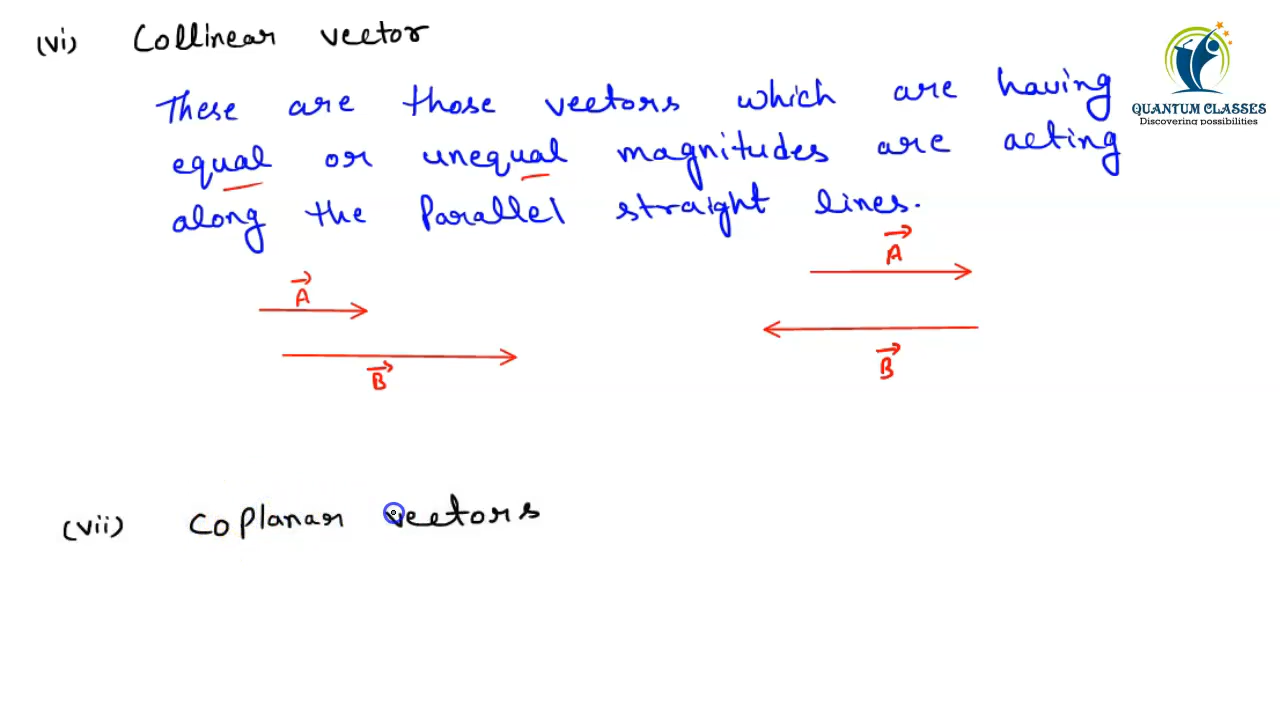 (vi) Collinear vector
QUANTUM CLASSES
Discovering possibilities
These are those vectors which are having
equal or unequal magnitudes are acting
along the Parallel straight lines.
A
A
B
B
(vii) Coplanar vectors